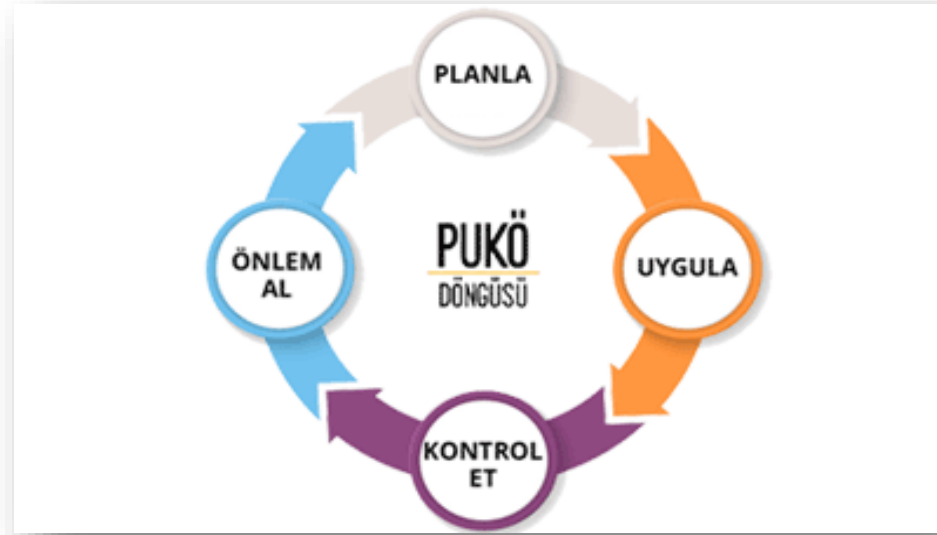 PLANLA
UYGULA
KONTROL
ET
ÖNLEM
AL
PUKÖ
DÖNGÜSÜ